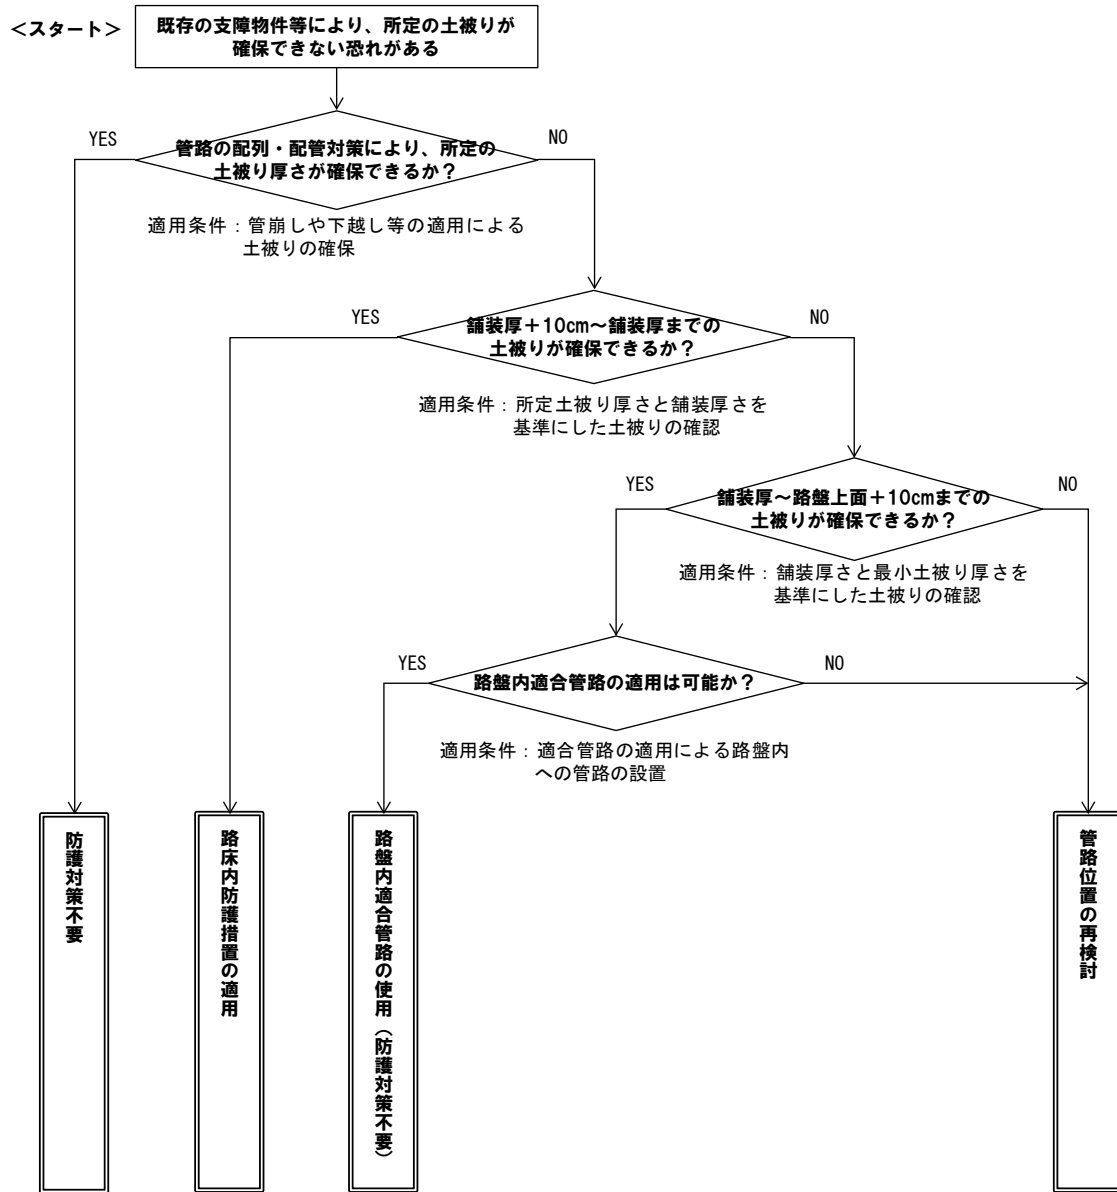 ＜スタート＞
既存の支障物件等により、所定の土被りが
確保できない恐れがある
YES
NO
管路の配列・配管対策により、所定の
土被り厚さが確保できるか？
適用条件：管崩しや下越し等の適用による
土被りの確保
YES
NO
舗装厚＋10cm～舗装厚までの
土被りが確保できるか？
適用条件：所定土被り厚さと舗装厚さを
基準にした土被りの確認
YES
NO
舗装厚～路盤上面＋10cmまでの
土被りが確保できるか？
適用条件：舗装厚さと最小土被り厚さを
基準にした土被りの確認
YES
NO
路盤内適合管路の適用は可能か？
適用条件：適合管路の適用による路盤内
への管路の設置
防護対策不要
路床内防護措置の適用
路盤内適合管路の使用（防護対策不要）
管路位置の再検討